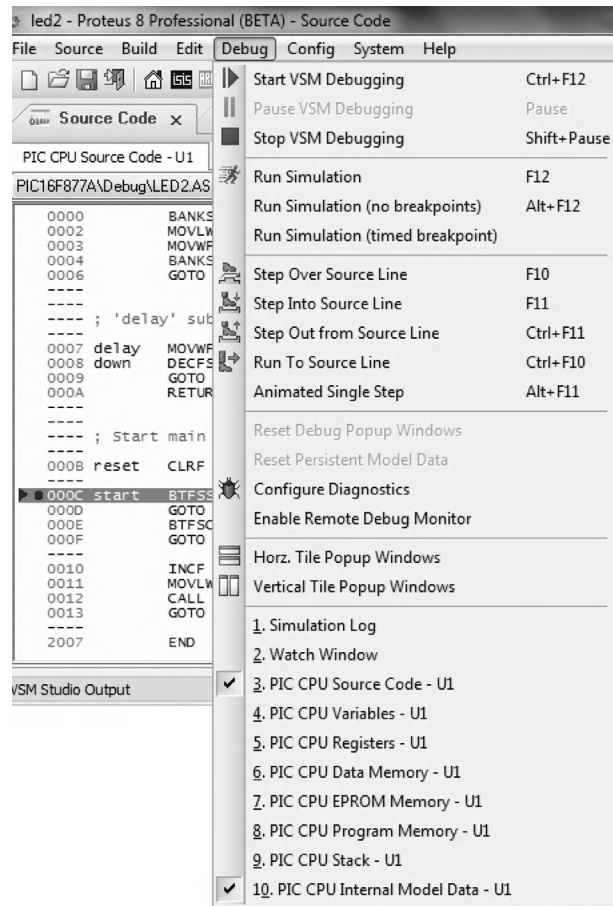 led2 - Proteus 8 Professional (BETA) - Source Code
File Source Build Edit Debug Config System Help
Source Code x
PIC CPU Source Code - U1
PIC16F877A\Debug\LED2.AS
0000 BANKS
0002 MOVLW
0003 MOVWF
0004 BANKS
0006 GOTO
----
----
---- ; 'delay' sub
0007 delay MOVWF
0008 down DECFS
0009 GOTO
000A RETUR
----
----
---- ; Start main
000B reset CLRF
----
000C start BTFSS
000D GOTO
000E BTFSC
000F GOTO
----
0010 INCF
0011 MOVLW
0012 CALL
0013 GOTO
----
2007 END
VSM Studio Output
Start VSM Debugging Ctrl+F12
Pause VSM Debugging Pause
Stop VSM Debugging Shift+Pause
Run Simulation F12
Run Simulation (no breakpoints) Alt+F12
Run Simulation (timed breakpoint)
Step Over Source Line F10
Step Into Source Line F11
Step Out from Source Line Ctrl+F11
Run To Source Line Ctrl+F10
Animated Single Step Alt+F11
Reset Debug Popup Windows
Reset Persistent Model Data
Configure Diagnostics
Enable Remote Debug Monitor
Horz. Tile Popup Windows
Vertical Tile Popup Windows
1. Simulation Log
2. Watch Window
3. PIC CPU Source Code - U1
4. PIC CPU Variables - U1
5. PIC CPU Registers - U1
6. PIC CPU Data Memory - U1
7. PIC CPU EPROM Memory - U1
8. PIC CPU Program Memory - U1
9. PIC CPU Stack - U1
10. PIC CPU Internal Model Data - U1